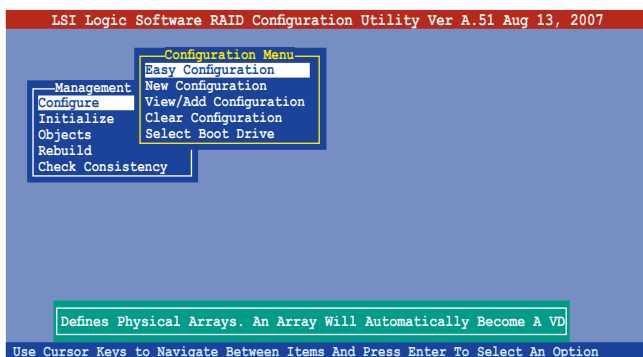 LSI Logic Software RAID Configuration Utility Ver A.51 Aug 13, 2007
Configuration Menu
Easy Configuration
New Configuration
View/Add Configuration
Clear Configuration
Select Boot Drive
Management
Configure
Initialize
Objects
Rebuild
Check Consistency
Defines Physical Arrays. An Array Will Automatically Become A VD
Use Cursor Keys to Navigate Between Items And Press Enter To Select An Option